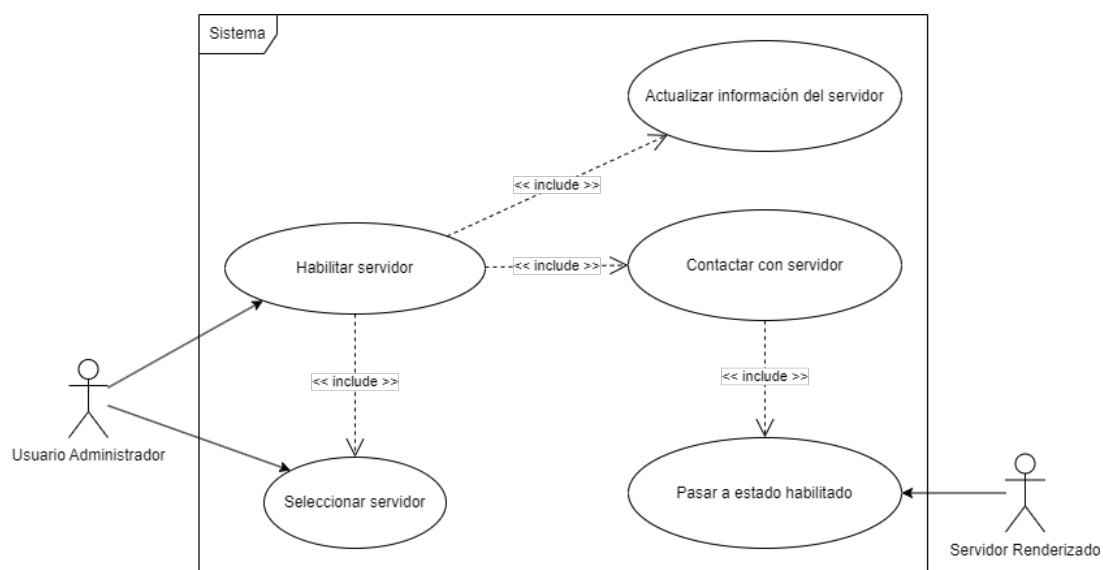 Sistema
Actualizar información del servidor
<< include >>
Habilitar servidor
<< include >>
Contactar con servidor
<< include >>
<< include >>
Usuario Administrador
Seleccionar servidor
Pasar a estado habilitado
Servidor Renderizado